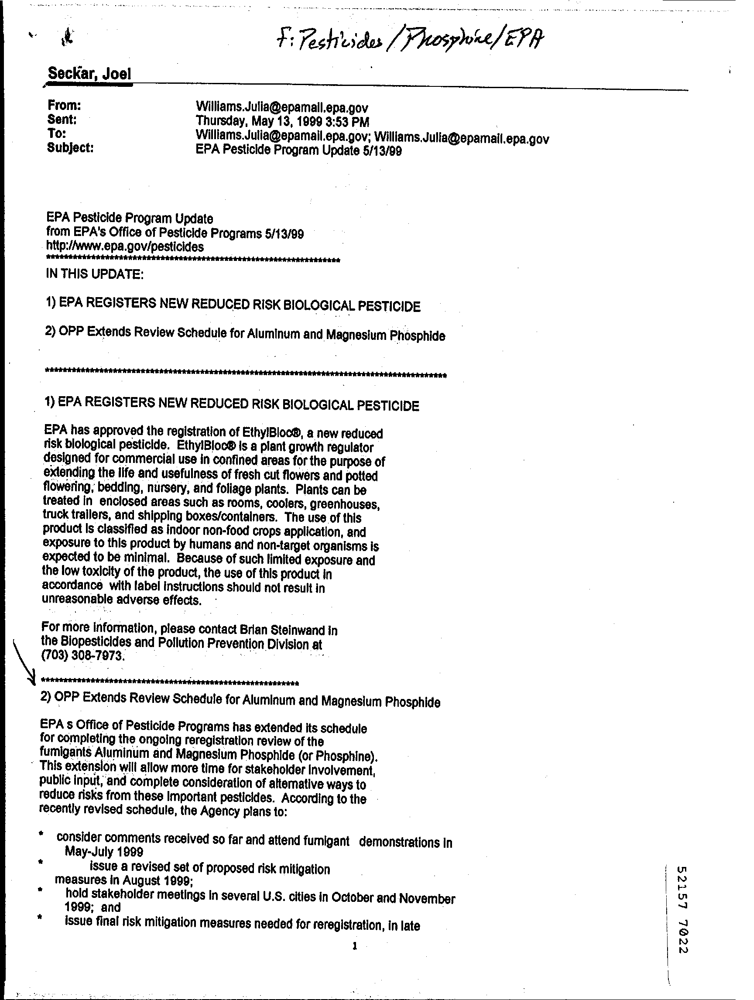 F: Pesticides / Phosphine / EPA
Seckar, Joel
From: Williams.Julia@epamail.epa.gov
Sent: Thursday, May 13, 1999 3:53 PM
To: Williams.Julia@epamail.epa.gov; Williams.Julia@epamail.epa.gov
Subject: EPA Pesticide Program Update 5/13/99
EPA Pesticide Program Update
from EPA's Office of Pesticide Programs 5/13/99
http://www.epa.gov/pesticides
******************************************************************
IN THIS UPDATE:
1) EPA REGISTERS NEW REDUCED RISK BIOLOGICAL PESTICIDE
2) OPP Extends Review Schedule for Aluminum and Magnesium Phosphide
******************************************************************************************
1) EPA REGISTERS NEW REDUCED RISK BIOLOGICAL PESTICIDE
EPA has approved the registration of EthylBloc®, a new reduced
risk biological pesticide. EthylBloc® is a plant growth regulator
designed for commercial use in confined areas for the purpose of
extending the life and usefulness of fresh cut flowers and potted
flowering, bedding, nursery, and foliage plants. Plants can be
treated in enclosed areas such as rooms, coolers, greenhouses,
truck trailers, and shipping boxes/containers. The use of this
product is classified as indoor non-food crops application, and
exposure to this product by humans and non-target organisms is
expected to be minimal. Because of such limited exposure and
the low toxicity of the product, the use of this product in
accordance with label instructions should not result in
unreasonable adverse effects.
For more information, please contact Brian Steinwand in
the Biopesticides and Pollution Prevention Division at
(703) 308-7973.
**********************************************************
2) OPP Extends Review Schedule for Aluminum and Magnesium Phosphide
EPA s Office of Pesticide Programs has extended its schedule
for completing the ongoing reregistration review of the
fumigants Aluminum and Magnesium Phosphide (or Phosphine).
This extension will allow more time for stakeholder involvement,
public input, and complete consideration of alternative ways to
reduce risks from these important pesticides. According to the
recently revised schedule, the Agency plans to:
* consider comments received so far and attend fumigant demonstrations in
May-July 1999
* issue a revised set of proposed risk mitigation
measures in August 1999;
* hold stakeholder meetings in several U.S. cities in October and November
1999; and
* issue final risk mitigation measures needed for reregistration, in late
1
52157 7022